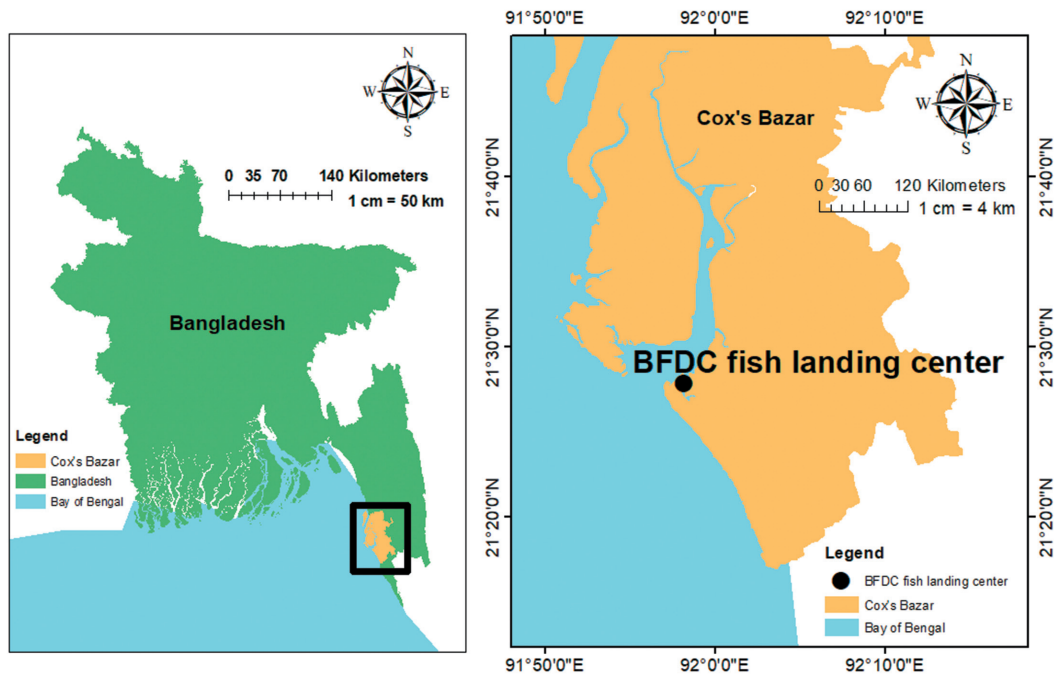 N
W E
S
0 35 70 140 Kilometers
1 cm = 50 km
Bangladesh
Legend
Cox's Bazar
Bangladesh
Bay of Bengal
91°50'0"E 92°0'0"E 92°10'0"E
N
W E
S
Cox's Bazar
0 30 60 120 Kilometers
1 cm = 4 km
21°40'0"N 21°40'0"N
21°30'0"N 21°30'0"N
BFDC fish landing center
21°20'0"N 21°20'0"N
Legend
BFDC fish landing center
Cox's Bazar
Bay of Bengal
91°50'0"E 92°0'0"E 92°10'0"E